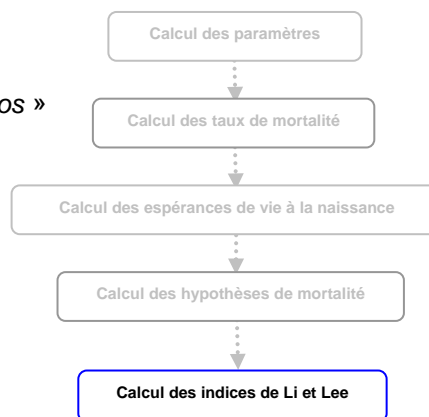 Calcul des paramètres
os »
Calcul des taux de mortalité
Calcul des espérances de vie à la naissance
Calcul des hypothèses de mortalité
Calcul des indices de Li et Lee